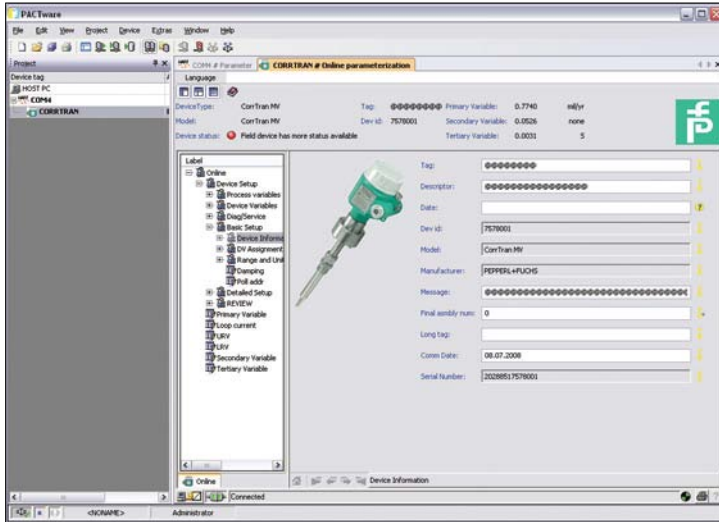 PACTware
File Edit View Project Device Extras Window Help
Project
COM4 # Parameter CORRTRAN # Online parameterization
Device tag
HOST PC
COM4
CORRTRAN
Language
DeviceType: CorrTran MV Tag: @@@@@@@@ Primary Variable: 0.7740 mil/yr
Model: CorrTran MV Dev id: 7578001 Secondary Variable: 0.0526 none
Device status: Field device has more status available Tertiary Variable: 0.0031 S
Label
Online
Device Setup
Process variables
Device Variables
Diag/Service
Basic Setup
Device Informa
DV Assignment
Range and Unit
Damping
Poll addr
Detailed Setup
REVIEW
Primary Variable
Loop current
URV
LRV
Secondary Variable
Tertiary Variable
Tag: @@@@@@@@
Descriptor: @@@@@@@@@@@@@@@@
Date:
Dev id: 7578001
Model: CorrTran MV
Manufacturer: PEPPERL+FUCHS
Message: @@@@@@@@@@@@@@@@@@@@@@@@@@@@@@@@
Final asmbly num: 0
Long tag:
Comm Date: 08.07.2008
Serial Number: 20288517578001
Online
Device Information
Connected
<NONAME> Administrator